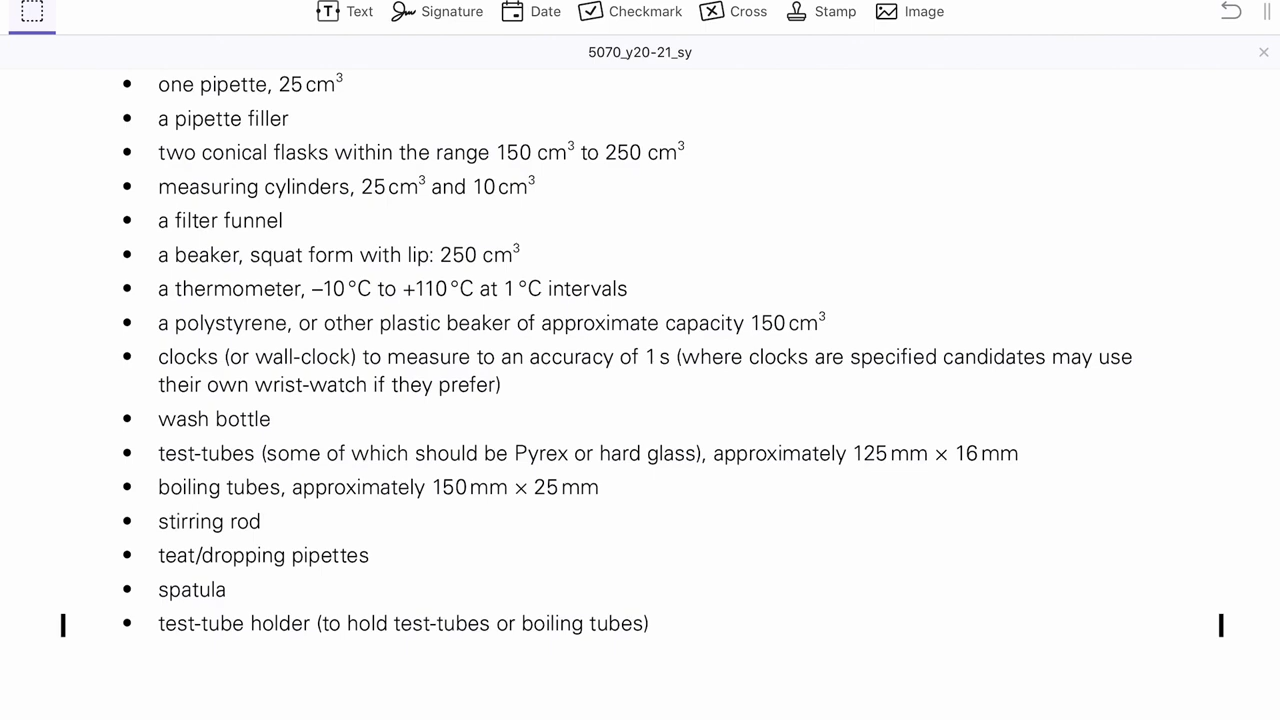 Text Signature Date Checkmark Cross Stamp Image
5070_y20-21_sy
• one pipette, 25 cm³
• a pipette filler
• two conical flasks within the range 150 cm³ to 250 cm³
• measuring cylinders, 25 cm³ and 10 cm³
• a filter funnel
• a beaker, squat form with lip: 250 cm³
• a thermometer, –10 °C to +110 °C at 1 °C intervals
• a polystyrene, or other plastic beaker of approximate capacity 150 cm³
• clocks (or wall-clock) to measure to an accuracy of 1 s (where clocks are specified candidates may use
their own wrist-watch if they prefer)
• wash bottle
• test-tubes (some of which should be Pyrex or hard glass), approximately 125 mm × 16 mm
• boiling tubes, approximately 150 mm × 25 mm
• stirring rod
• teat/dropping pipettes
• spatula
• test-tube holder (to hold test-tubes or boiling tubes)